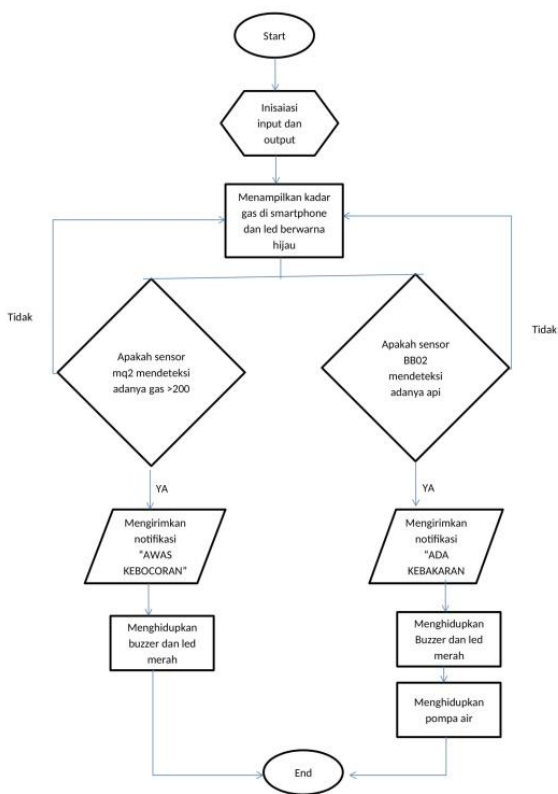 Start
Inisaiasi
input dan
output
Menampilkan kadar
gas di smartphone
dan led berwarna
hijau
Tidak
Tidak
Apakah sensor
mq2 mendeteksi
adanya gas >200
Apakah sensor
BB02
mendeteksi
adanya api
YA
YA
Mengirimkan
notifikasi
"AWAS
KEBOCORAN"
Mengirimkan
notifikasi
"ADA
KEBAKARAN
Menghidupkan
buzzer dan led
merah
Menghidupkan
Buzzer dan led
merah
Menghidupkan
pompa air
End